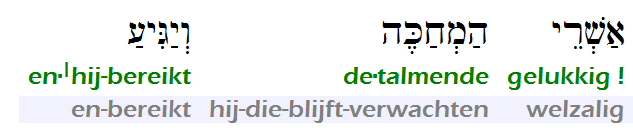 אַשְׁרֵי הַמְחַכֶּה וְיַגִּיעַ
en·|hij-bereikt de·talmende gelukkig !
en-bereikt hij-die-blijft-verwachten welzalig